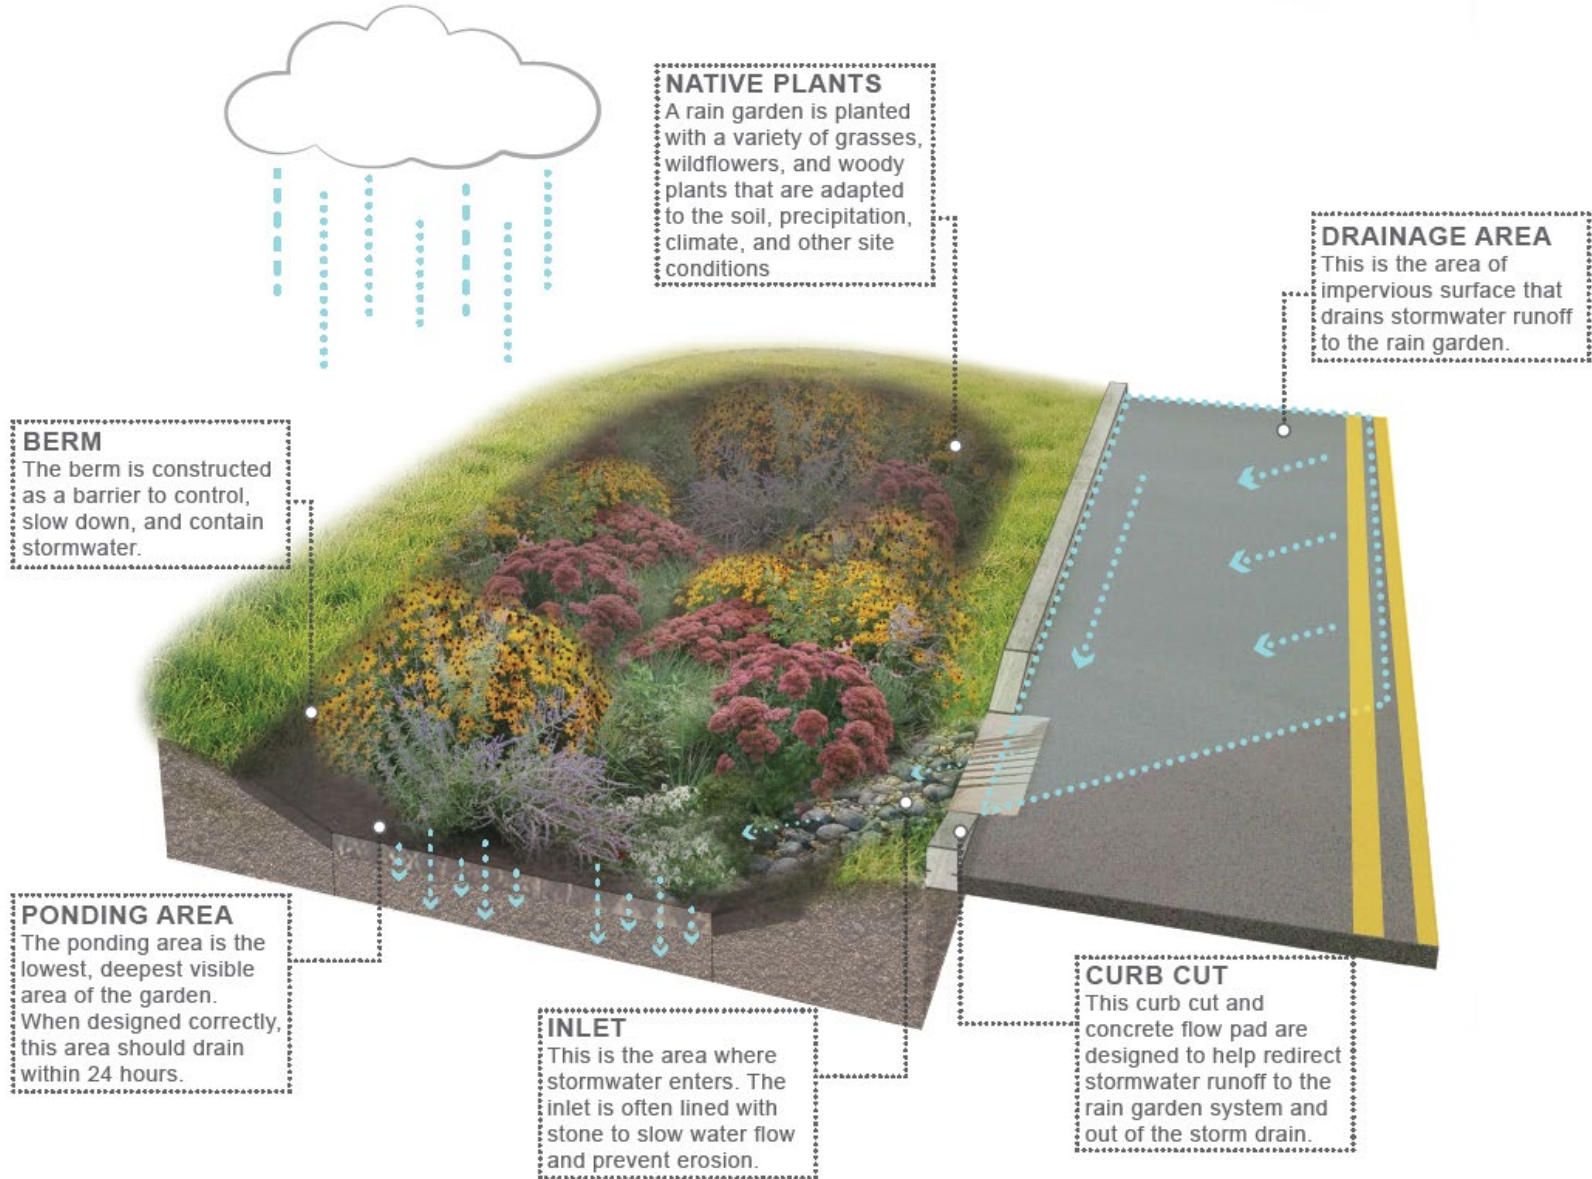 NATIVE PLANTS
A rain garden is planted
with a variety of grasses,
wildflowers, and woody
plants that are adapted
to the soil, precipitation,
climate, and other site
conditions
DRAINAGE AREA
This is the area of
impervious surface that
drains stormwater runoff
to the rain garden.
BERM
The berm is constructed
as a barrier to control,
slow down, and contain
stormwater.
PONDING AREA
The ponding area is the
lowest, deepest visible
area of the garden.
When designed correctly,
this area should drain
within 24 hours.
INLET
This is the area where
stormwater enters. The
inlet is often lined with
stone to slow water flow
and prevent erosion.
CURB CUT
This curb cut and
concrete flow pad are
designed to help redirect
stormwater runoff to the
rain garden system and
out of the storm drain.